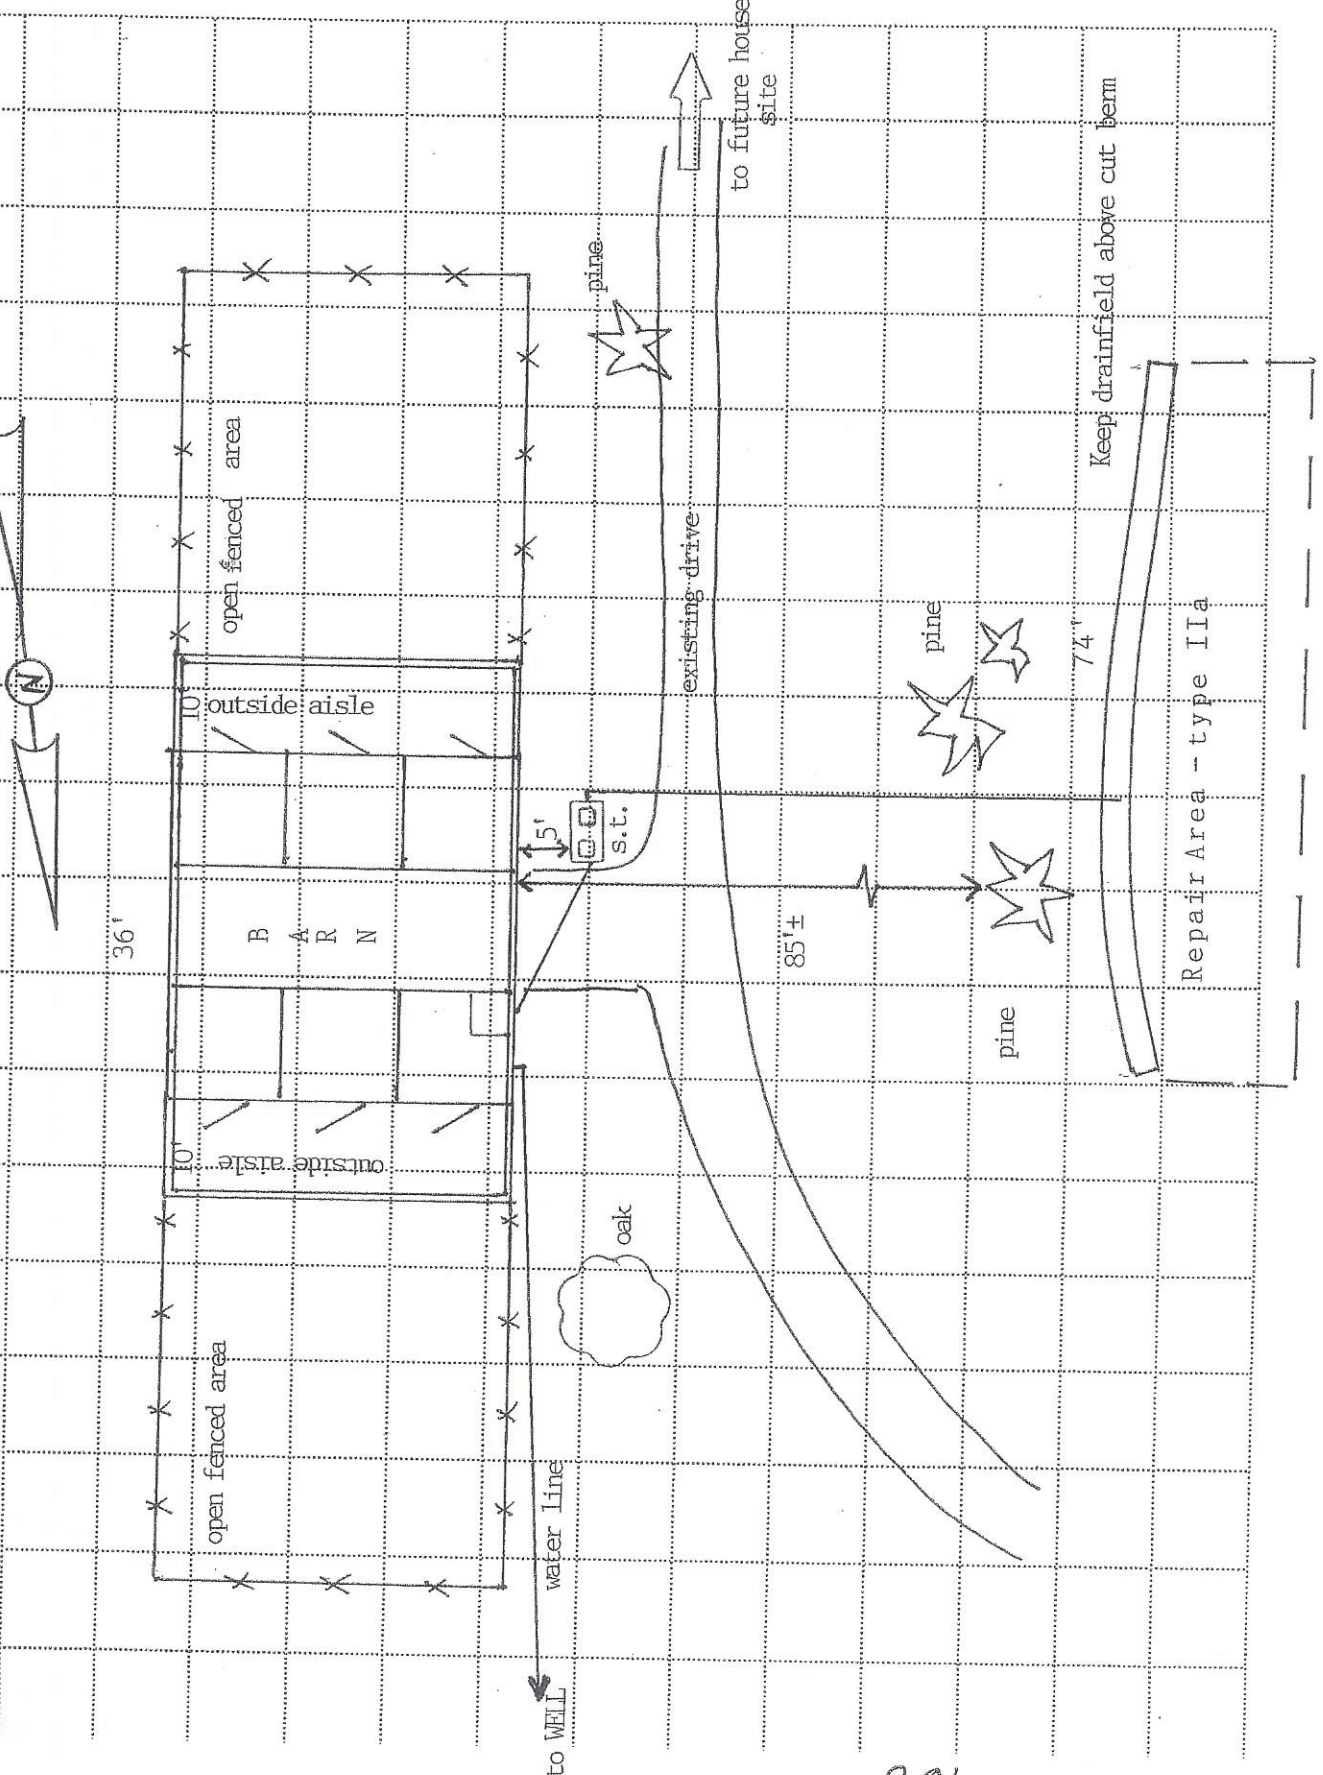 to future house
site
pine
Keep drainfield above cut berm
open fenced area
N
existing drive
pine
74'
Repair Area - type IIa
10'
outside aisle
5'
s.t.
36'
BARN
85'±
pine
10'
outside aisle
oak
open fenced area
water line
to WELL